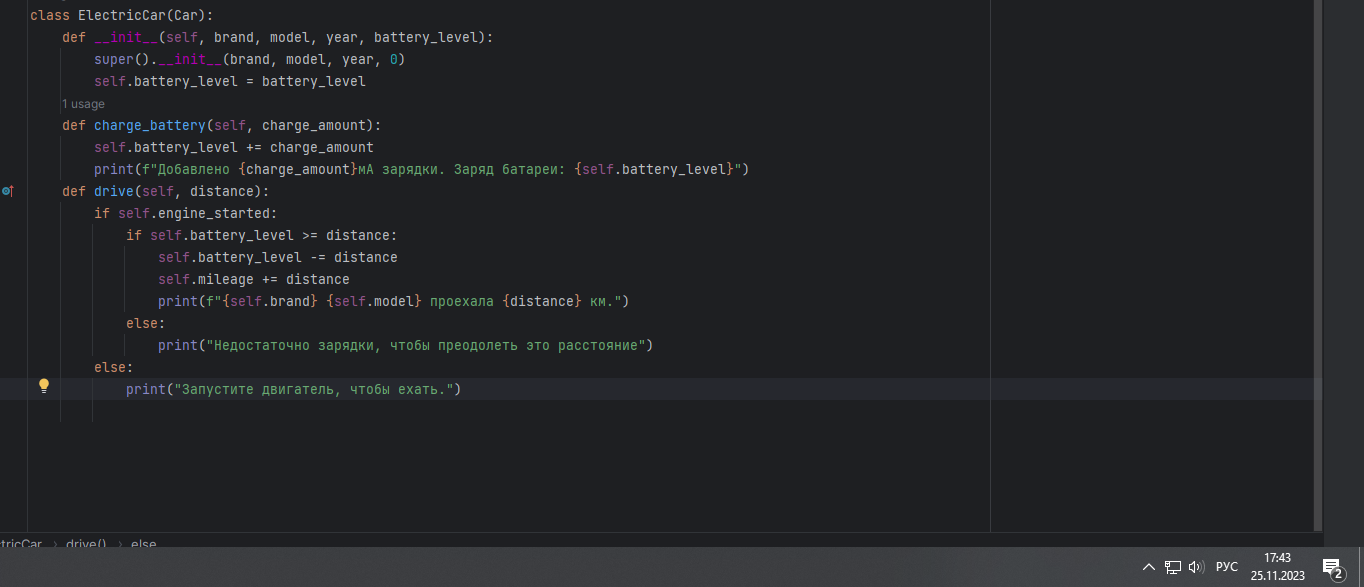 class ElectricCar(Car):
    def __init__(self, brand, model, year, battery_level):
        super().__init__(brand, model, year, 0)
        self.battery_level = battery_level
    1 usage
    def charge_battery(self, charge_amount):
        self.battery_level += charge_amount
        print(f"Добавлено {charge_amount}мА зарядки. Заряд батареи: {self.battery_level}")
    def drive(self, distance):
        if self.engine_started:
            if self.battery_level >= distance:
                self.battery_level -= distance
                self.mileage += distance
                print(f"{self.brand} {self.model} проехала {distance} км.")
            else:
                print("Недостаточно зарядки, чтобы преодолеть это расстояние")
        else:
            print("Запустите двигатель, чтобы ехать.")
tricCar › drive() › else
РУС
17:43
25.11.2023
2